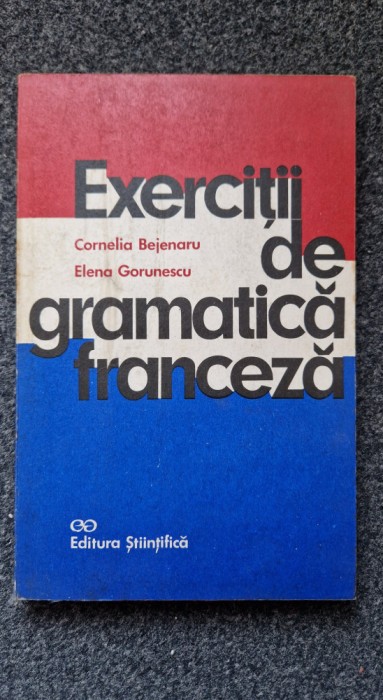 Exerciții
Cornelia Bejenaru
de
Elena Gorunescu
gramatică
franceză
Editura Științifică